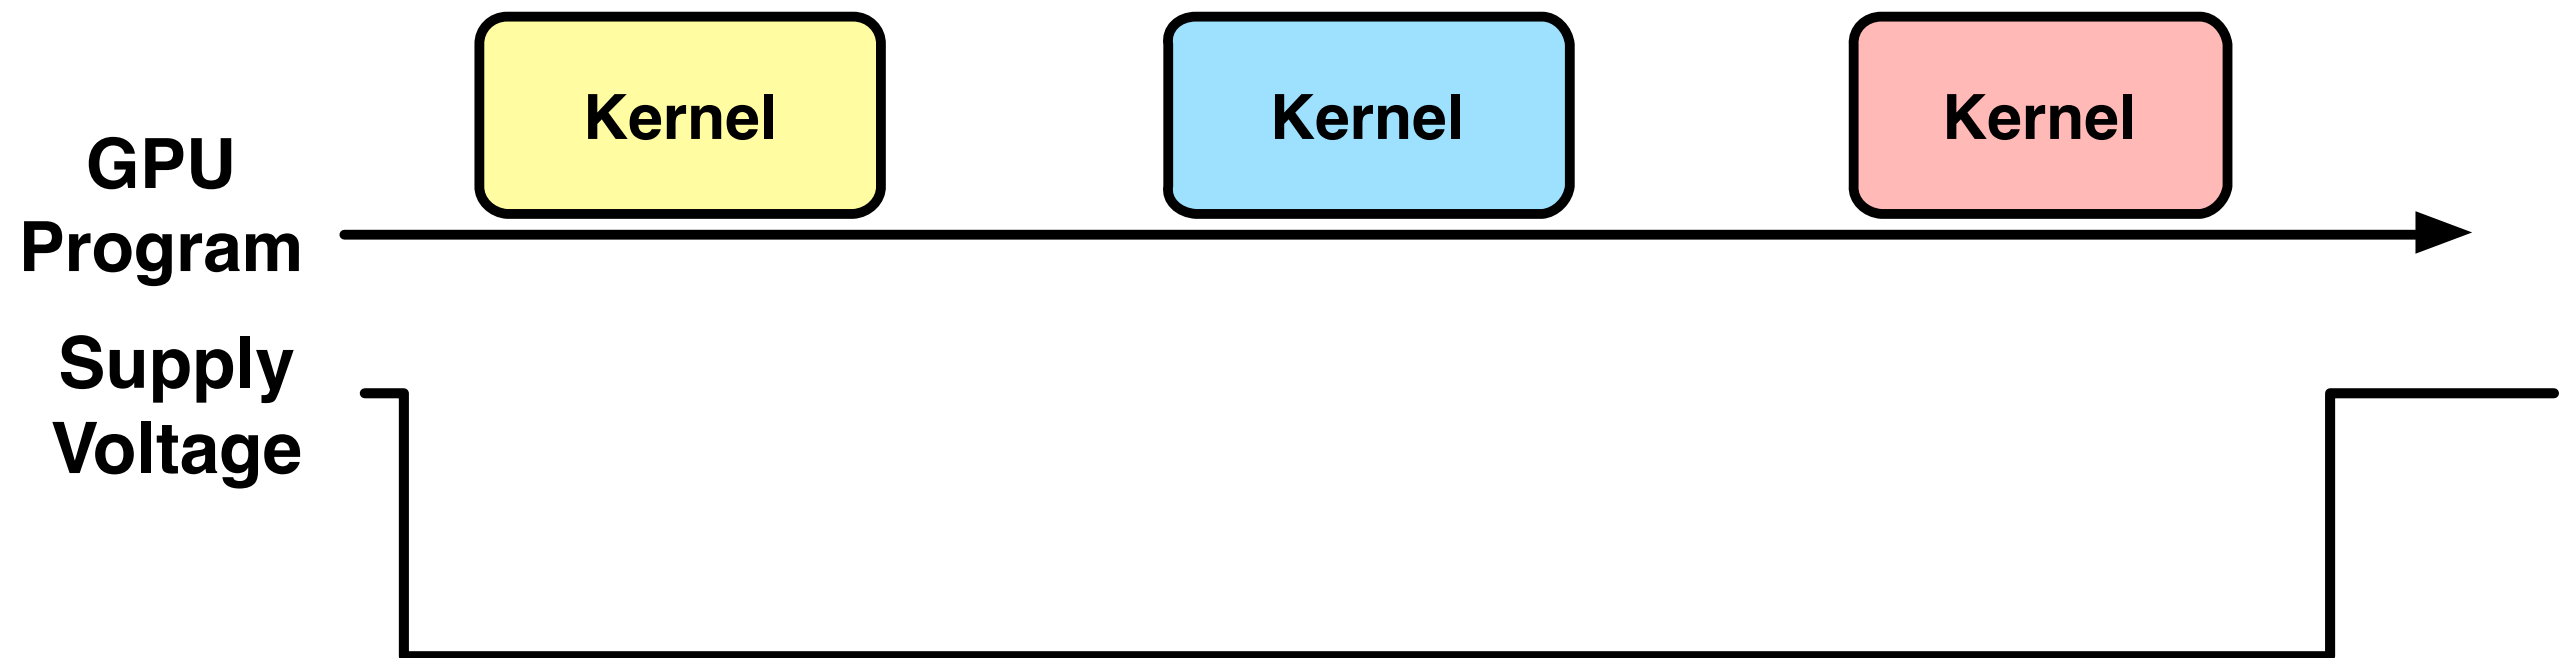 Kernel
Kernel
Kernel
GPU
Program
Supply
Voltage